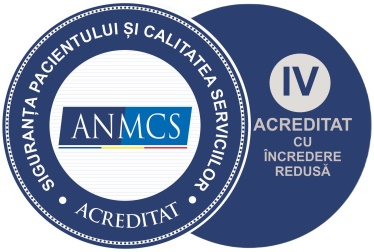 SIGURANȚA PACIENTULUI ȘI CALITATEA SERVICIILOR
ANMCS
• ACREDITAT •
IV
ACREDITAT
CU
ÎNCREDERE
REDUSĂ